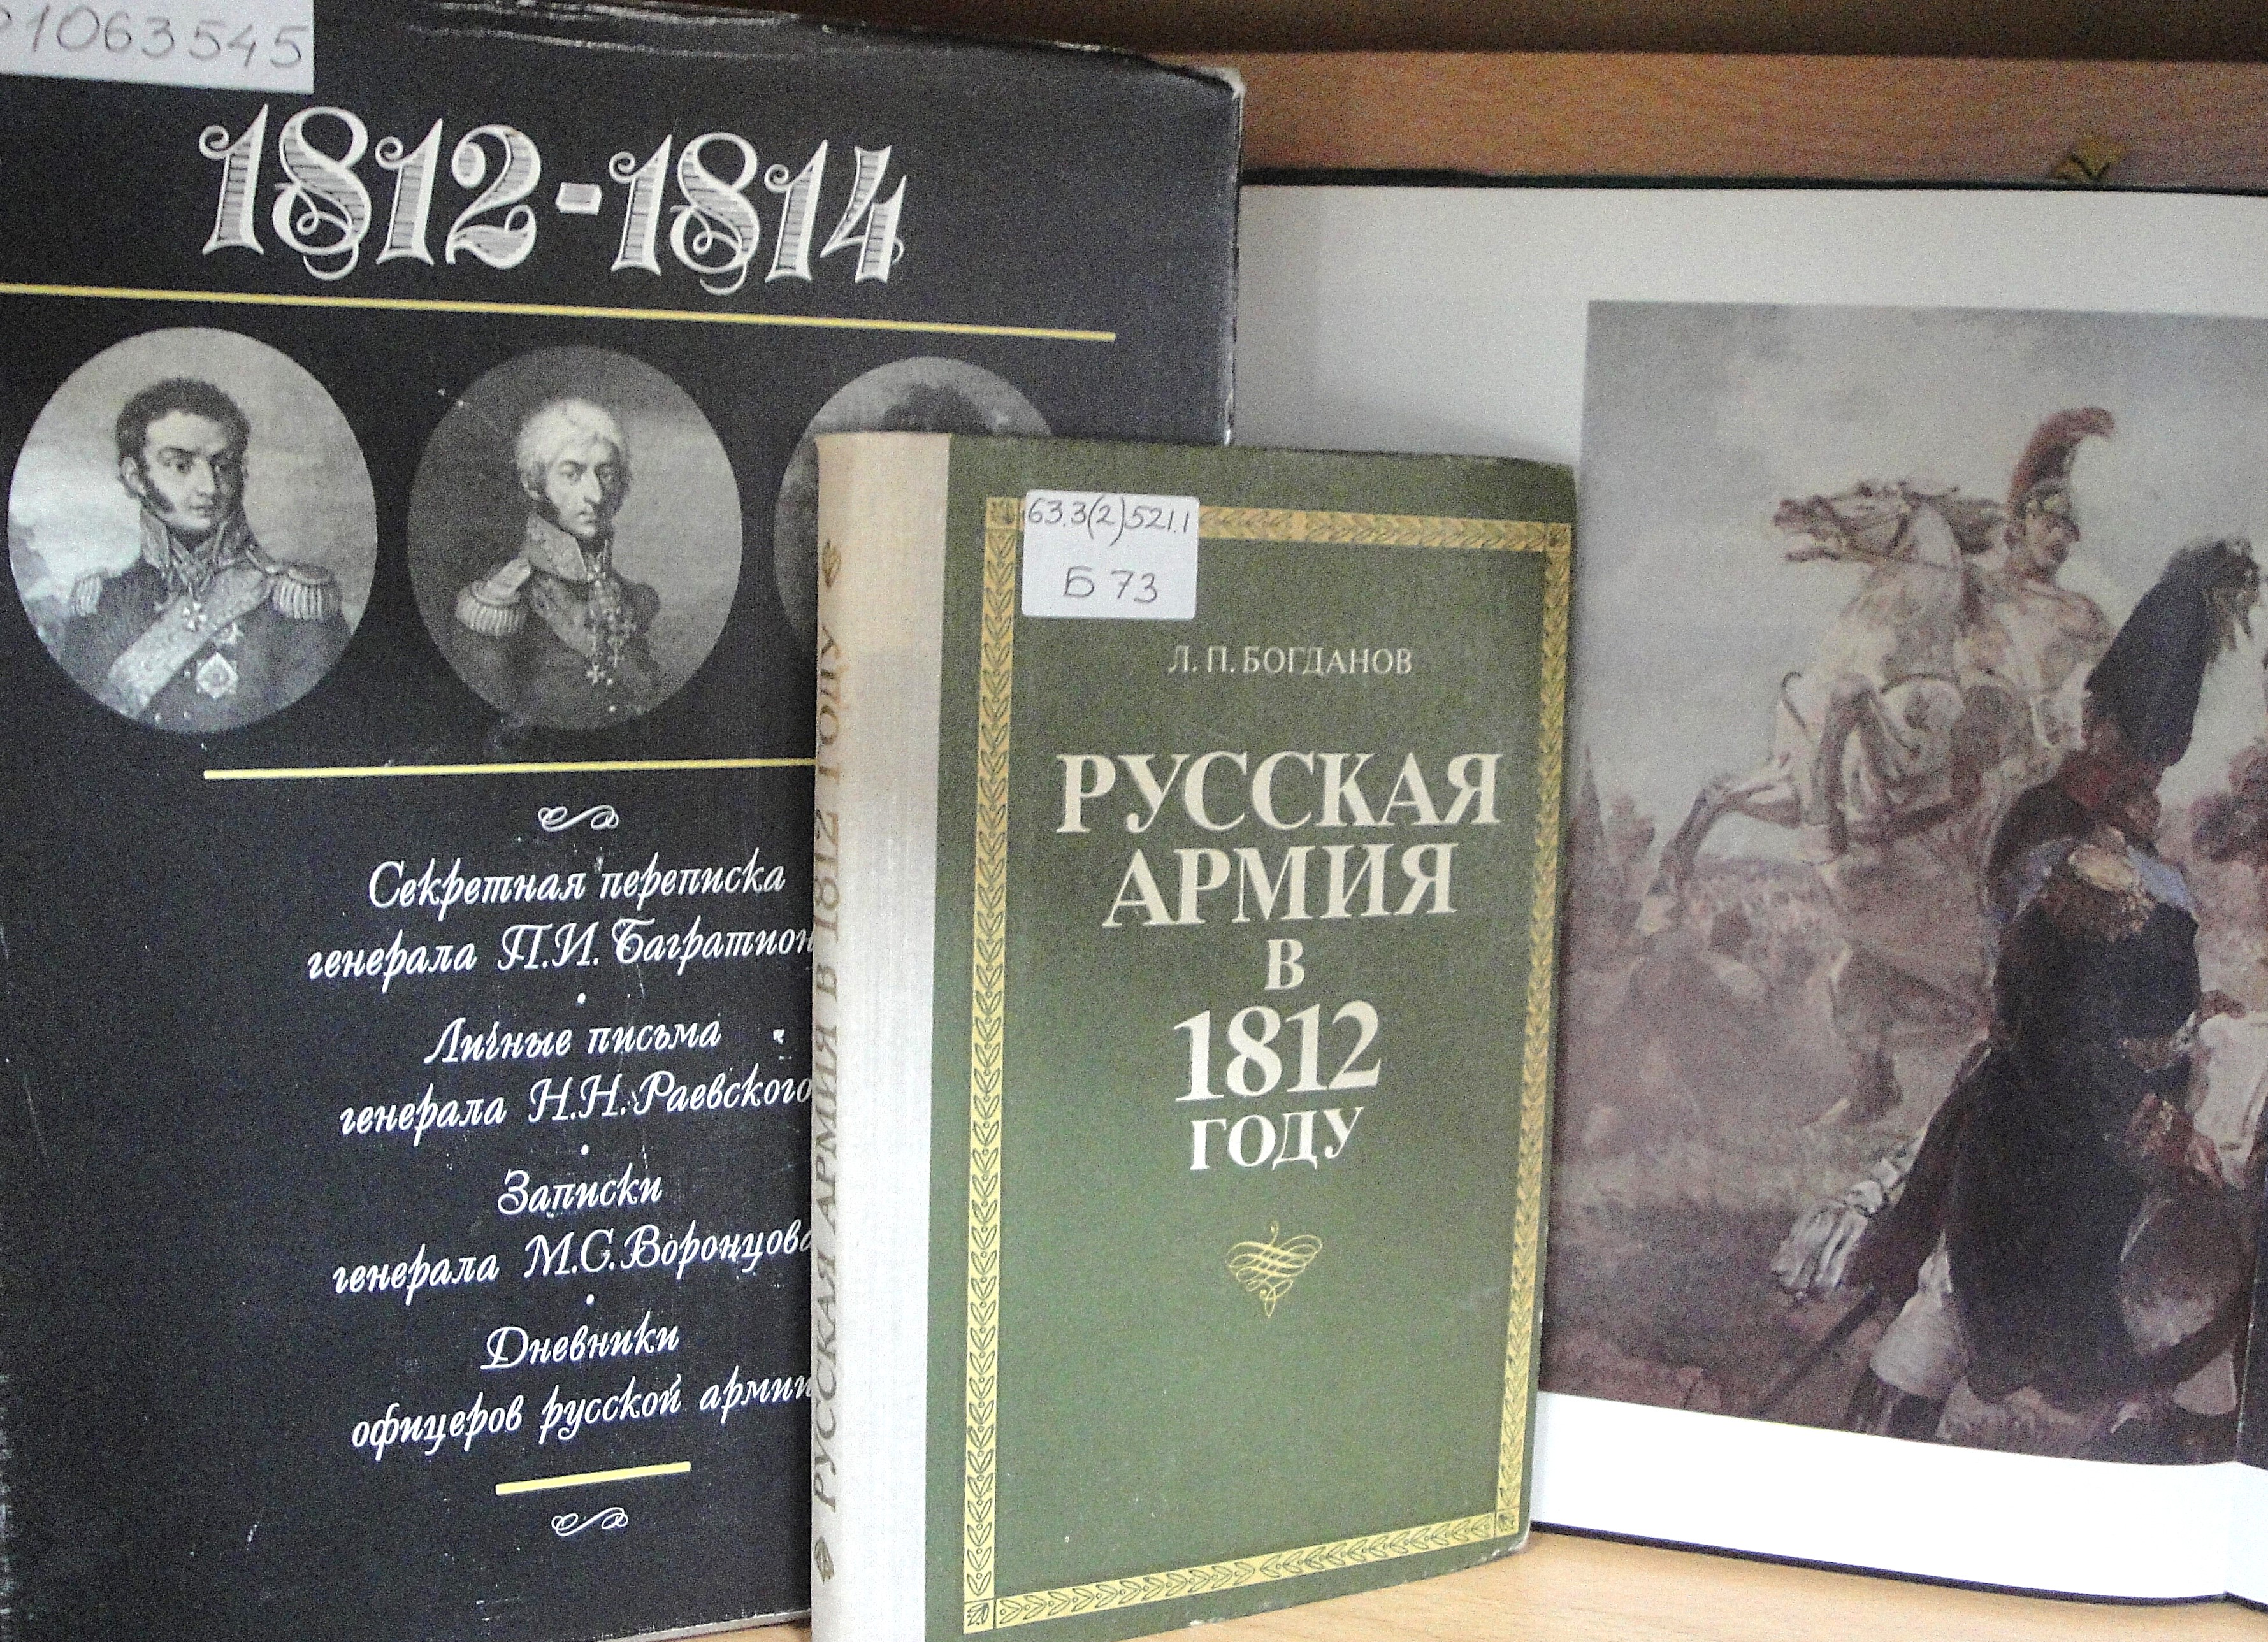 1063545
1812-1814
Секретная переписка
генерала П.И. Багратион
Личные письма
генерала Н.Н. Раевского
Записки
генерала М.С. Воронцова
Дневники
офицеров русской армии
РУССКАЯ АРМИЯ В 1812 ГОДУ
63.3(2)521.1
Б 73
Л. П. БОГДАНОВ
РУССКАЯ
АРМИЯ
В
1812
ГОДУ